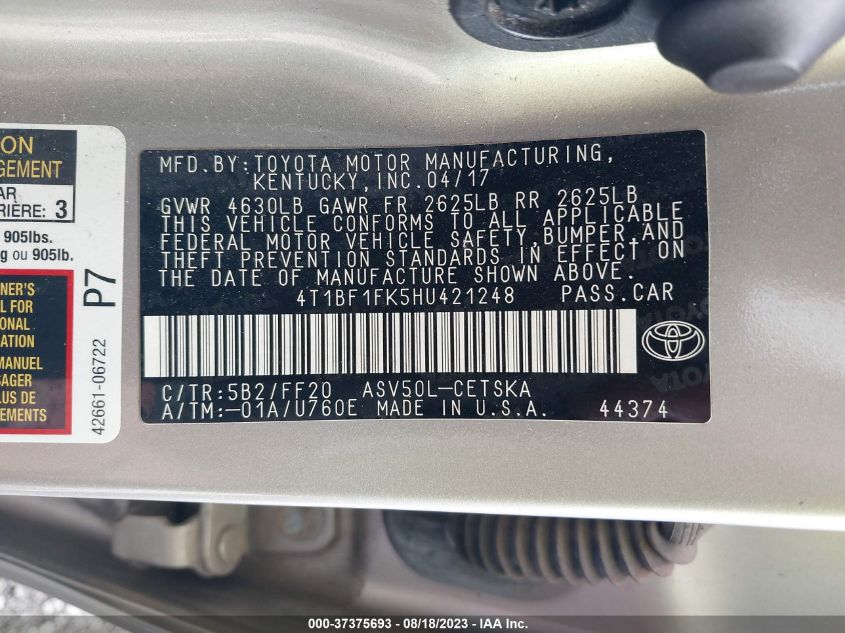 ON
GEMENT
AR
RIÈRE: 3
905lbs.
g ou 905lb.
NER'S
L FOR
IONAL
ION
MANUEL
SAGER
PLUS DE
EMENTS
P7
42661-06722
MFD.BY:TOYOTA MOTOR MANUFACTURING,
KENTUCKY,INC.04/17
GVWR 4630LB GAWR FR 2625LB RR 2625LB
THIS VEHICLE CONFORMS TO ALL APPLICABLE
FEDERAL MOTOR VEHICLE SAFETY,BUMPER,AND
THEFT PREVENTION STANDARDS IN EFFECT ON
THE DATE OF MANUFACTURE SHOWN ABOVE.
4T1BF1FK5HU421248 PASS.CAR
C/TR:5B2/FF20 ASV50L-CETSKA
A/TM:-01A/U760E MADE IN U.S.A. 44374
000-37375693 - 08/18/2023 - IAA Inc.